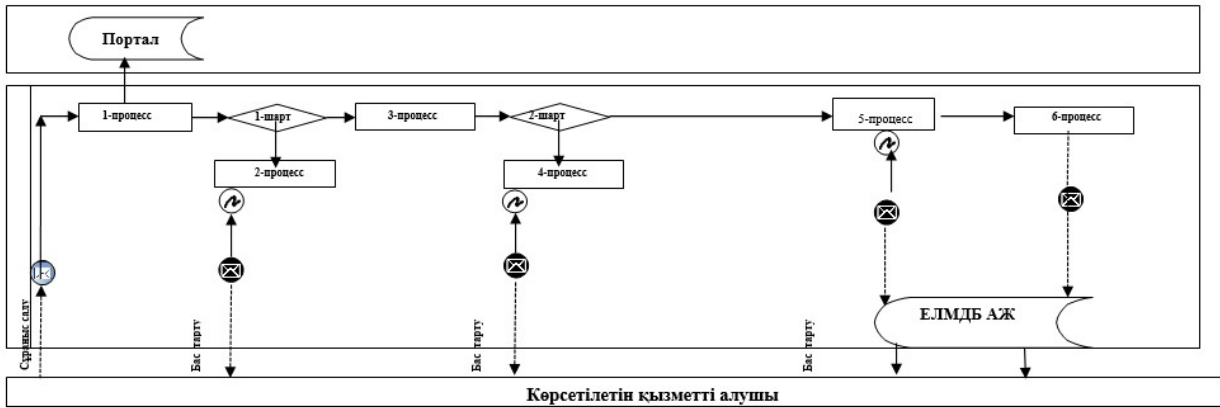 Портал
1-процесс
1-шарт
3-процесс
2-шарт
5-процесс
6-процесс
2-процесс
4-процесс
Сұраныс салу
Бас тарту
Бас тарту
Бас тарту
ЕЛМДБ АЖ
Көрсетілетін қызметті алушы